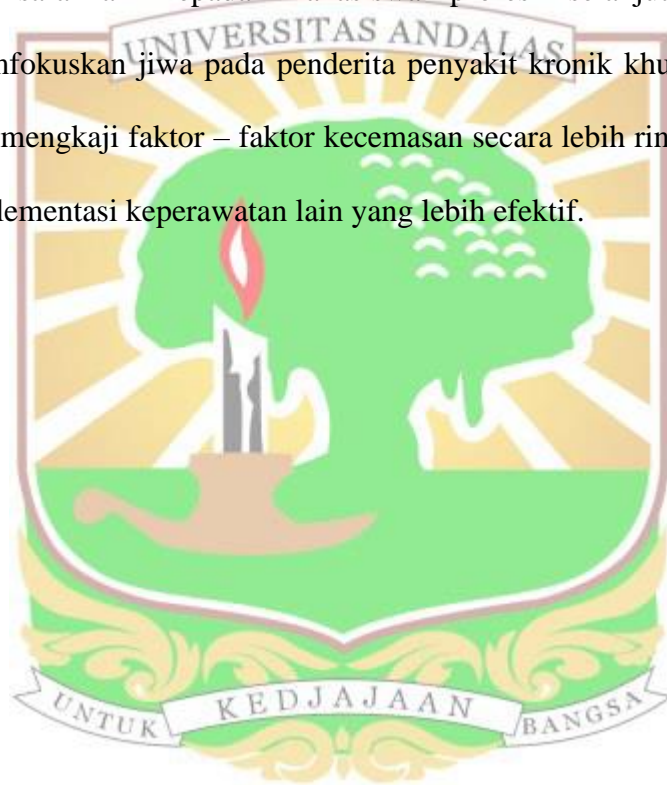 UNIVERSITAS ANDALAS
nfokuskan jiwa pada penderita penyakit kronik khu
mengkaji faktor – faktor kecemasan secara lebih rin
lementasi keperawatan lain yang lebih efektif.
UNTUK KEDJAJAAN BANGSA